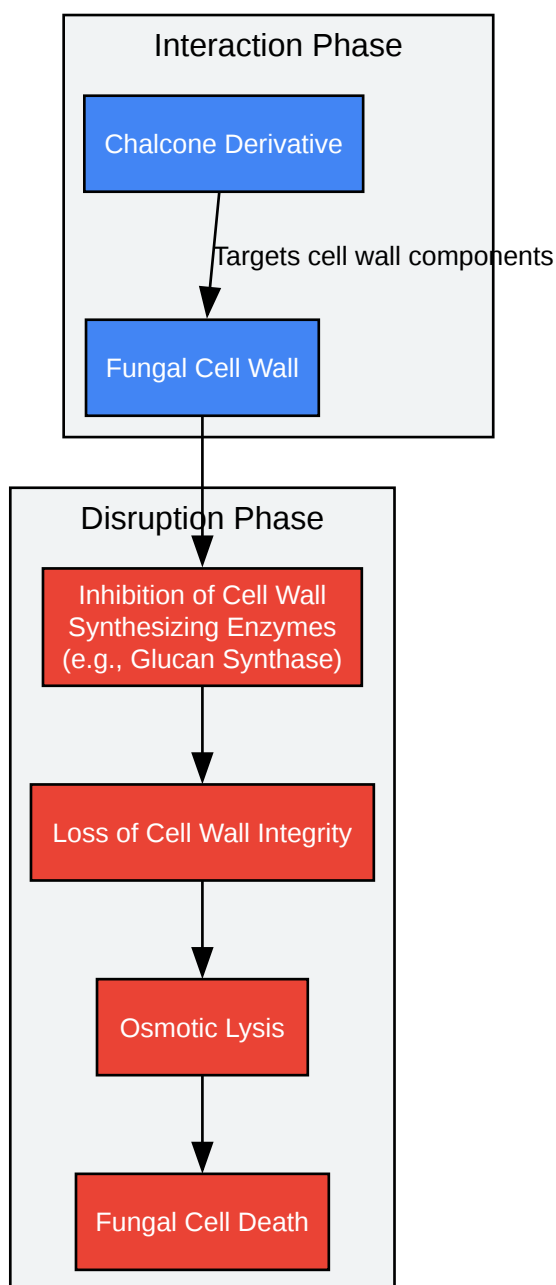 Interaction Phase
Chalcone Derivative
Targets cell wall components
Fungal Cell Wall
Disruption Phase
Inhibition of Cell Wall
Synthesizing Enzymes
(e.g., Glucan Synthase)
Loss of Cell Wall Integrity
Osmotic Lysis
Fungal Cell Death